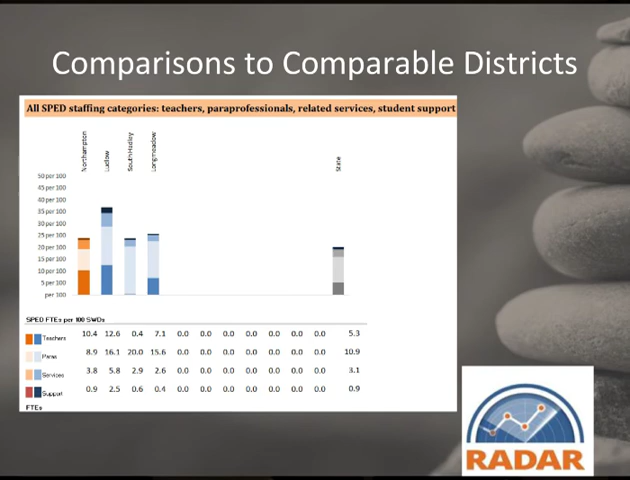 Comparisons to Comparable Districts
All SPED staffing categories: teachers, paraprofessionals, related services, student support
Northampton
Ludlow
South Hadley
Longmeadow
State
50 per 100
45 per 100
40 per 100
35 per 100
30 per 100
25 per 100
20 per 100
15 per 100
10 per 100
5 per 100
per 100
SPED FTEs per 100 SWDs
Teachers 10.4 12.6 0.4 7.1 0.0 0.0 0.0 0.0 0.0 0.0 0.0 5.3
Paras 8.9 16.1 20.0 15.6 0.0 0.0 0.0 0.0 0.0 0.0 0.0 10.9
Services 3.8 5.8 2.9 2.6 0.0 0.0 0.0 0.0 0.0 0.0 0.0 3.1
Support 0.9 2.5 0.6 0.4 0.0 0.0 0.0 0.0 0.0 0.0 0.0 0.9
FTEs
RADAR